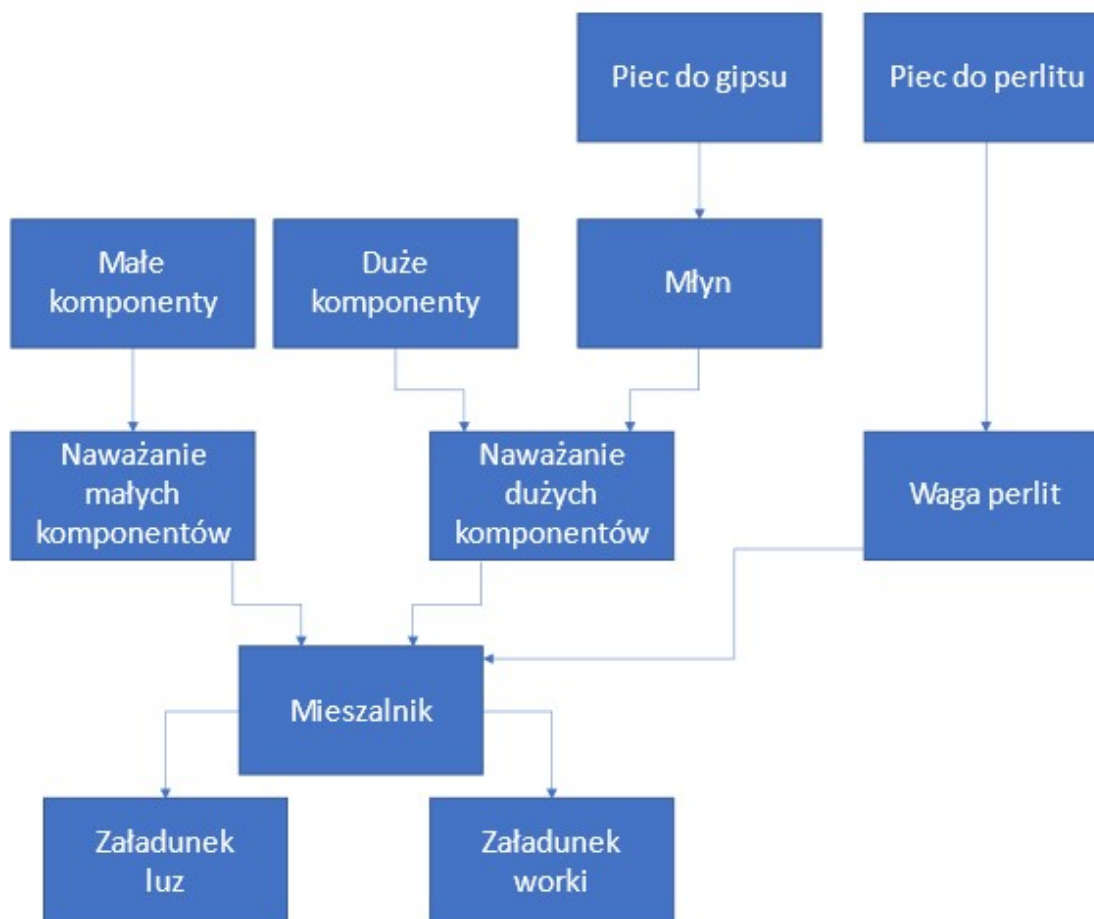 Piec do gipsu
Piec do perlitu
Małe
komponenty
Duże
komponenty
Młyn
Naważanie
małych
komponentów
Naważanie
dużych
komponentów
Waga perlit
Mieszalnik
Załadunek
luz
Załadunek
worki